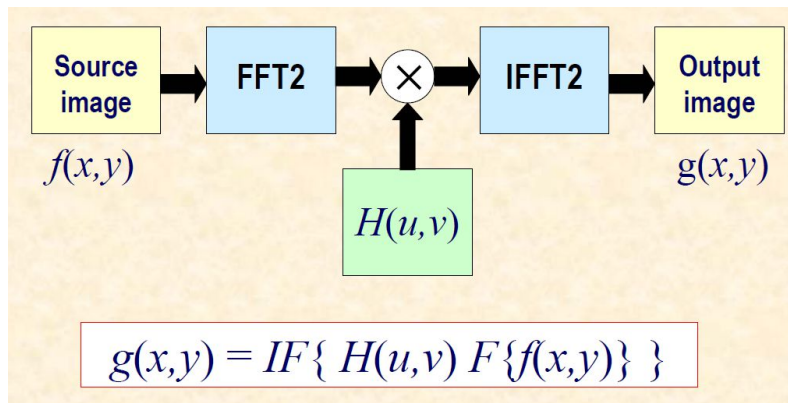 Source
image
FFT2
×
IFFT2
Output
image
f(x,y)
g(x,y)
H(u,v)
g(x,y) = IF{ H(u,v) F{f(x,y)} }